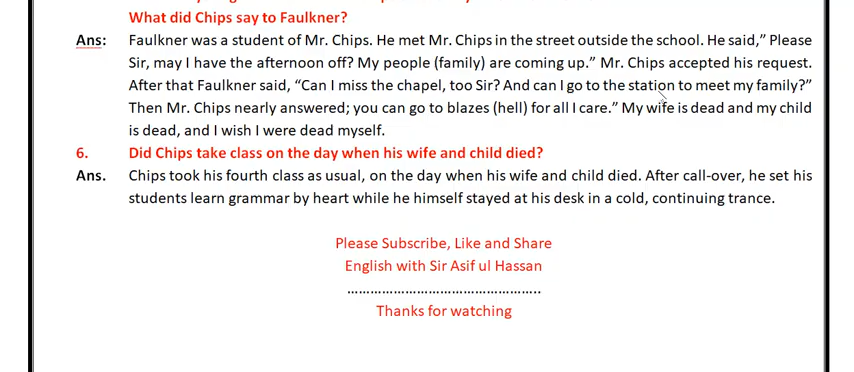 What did Chips say to Faulkner?
Ans: Faulkner was a student of Mr. Chips. He met Mr. Chips in the street outside the school. He said,” Please
Sir, may I have the afternoon off? My people (family) are coming up.” Mr. Chips accepted his request.
After that Faulkner said, “Can I miss the chapel, too Sir? And can I go to the station to meet my family?”
Then Mr. Chips nearly answered; you can go to blazes (hell) for all I care.” My wife is dead and my child
is dead, and I wish I were dead myself.
6. Did Chips take class on the day when his wife and child died?
Ans. Chips took his fourth class as usual, on the day when his wife and child died. After call-over, he set his
students learn grammar by heart while he himself stayed at his desk in a cold, continuing trance.
Please Subscribe, Like and Share
English with Sir Asif ul Hassan
…………………………………………..
Thanks for watching